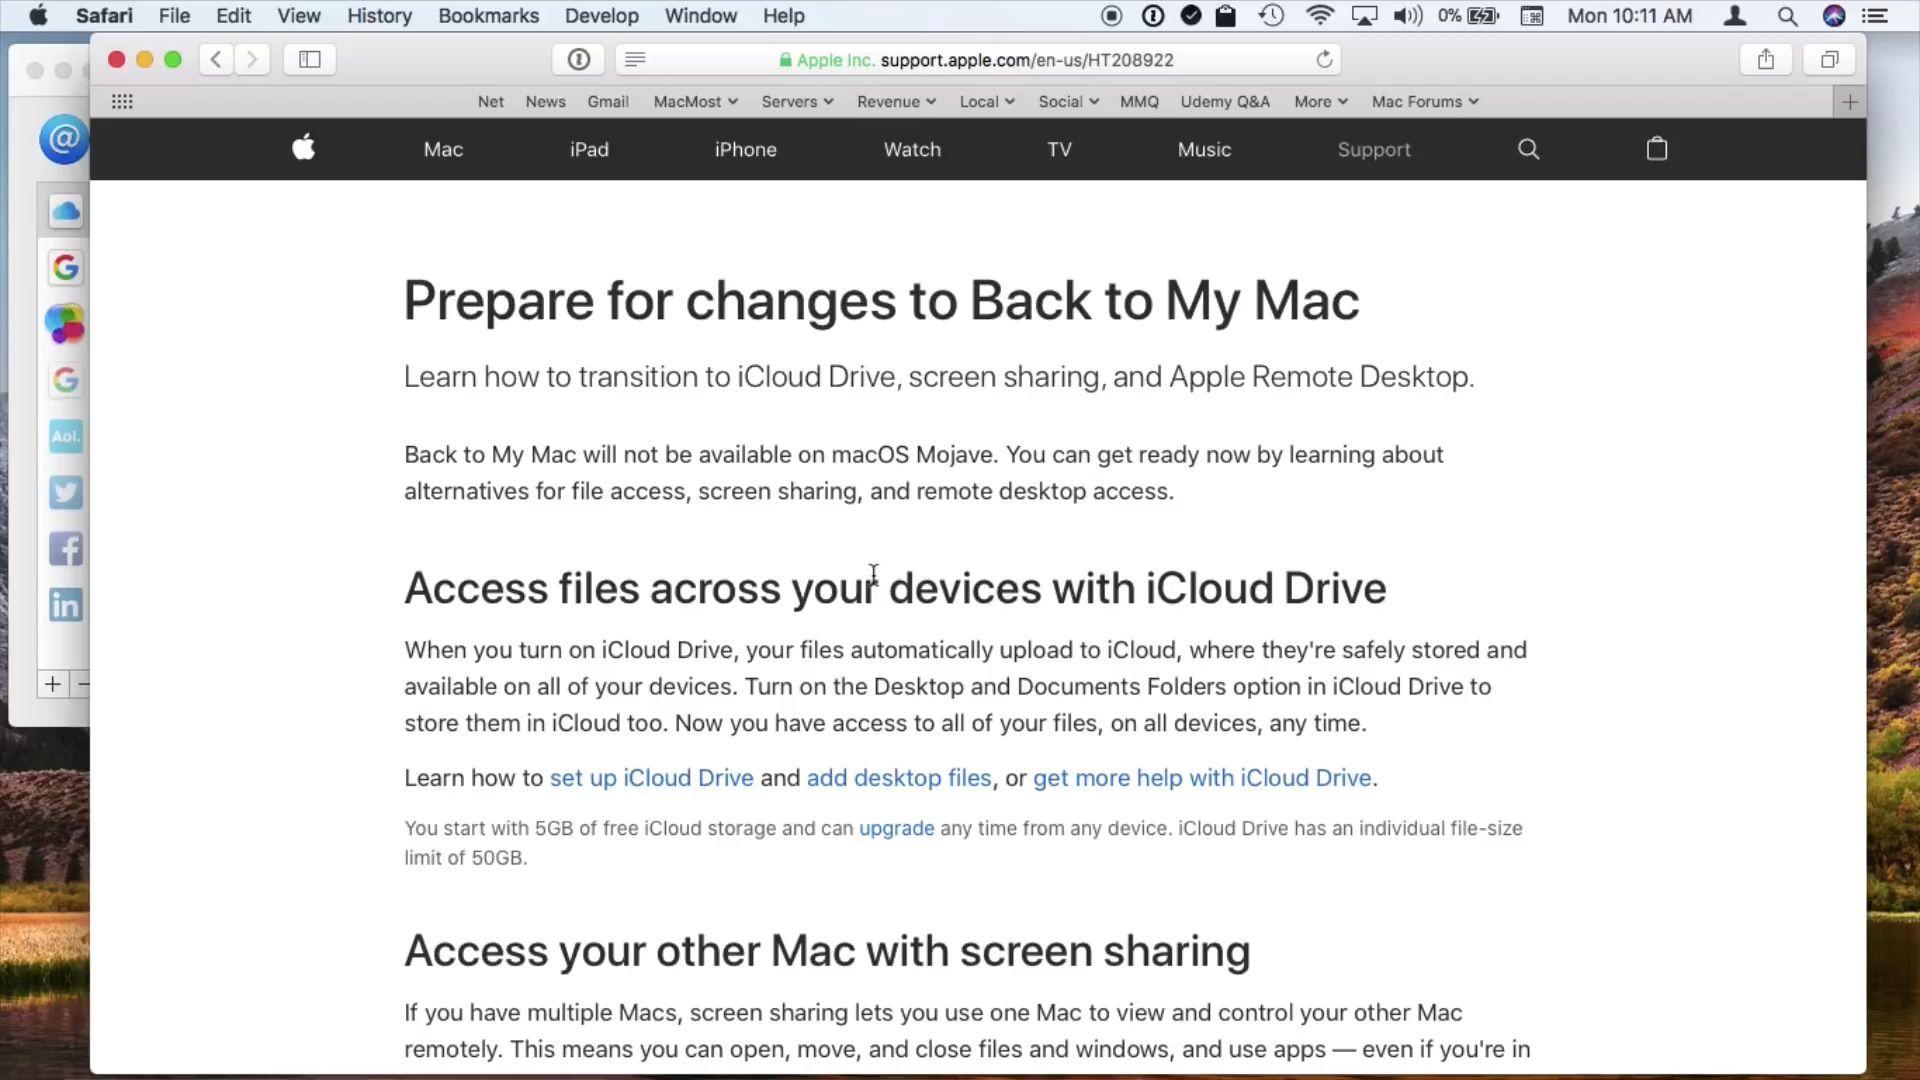 Safari File Edit View History Bookmarks Develop Window Help 0% Mon 10:11 AM
Apple Inc. support.apple.com/en-us/HT208922
Net News Gmail MacMost Servers Revenue Local Social MMQ Udemy Q&A More Mac Forums
Mac iPad iPhone Watch TV Music Support
Prepare for changes to Back to My Mac
Learn how to transition to iCloud Drive, screen sharing, and Apple Remote Desktop.
Back to My Mac will not be available on macOS Mojave. You can get ready now by learning about
alternatives for file access, screen sharing, and remote desktop access.
Access files across your devices with iCloud Drive
When you turn on iCloud Drive, your files automatically upload to iCloud, where they're safely stored and
available on all of your devices. Turn on the Desktop and Documents Folders option in iCloud Drive to
store them in iCloud too. Now you have access to all of your files, on all devices, any time.
Learn how to set up iCloud Drive and add desktop files, or get more help with iCloud Drive.
You start with 5GB of free iCloud storage and can upgrade any time from any device. iCloud Drive has an individual file-size
limit of 50GB.
Access your other Mac with screen sharing
If you have multiple Macs, screen sharing lets you use one Mac to view and control your other Mac
remotely. This means you can open, move, and close files and windows, and use apps — even if you're in
@
G
G
Aol.
f
in